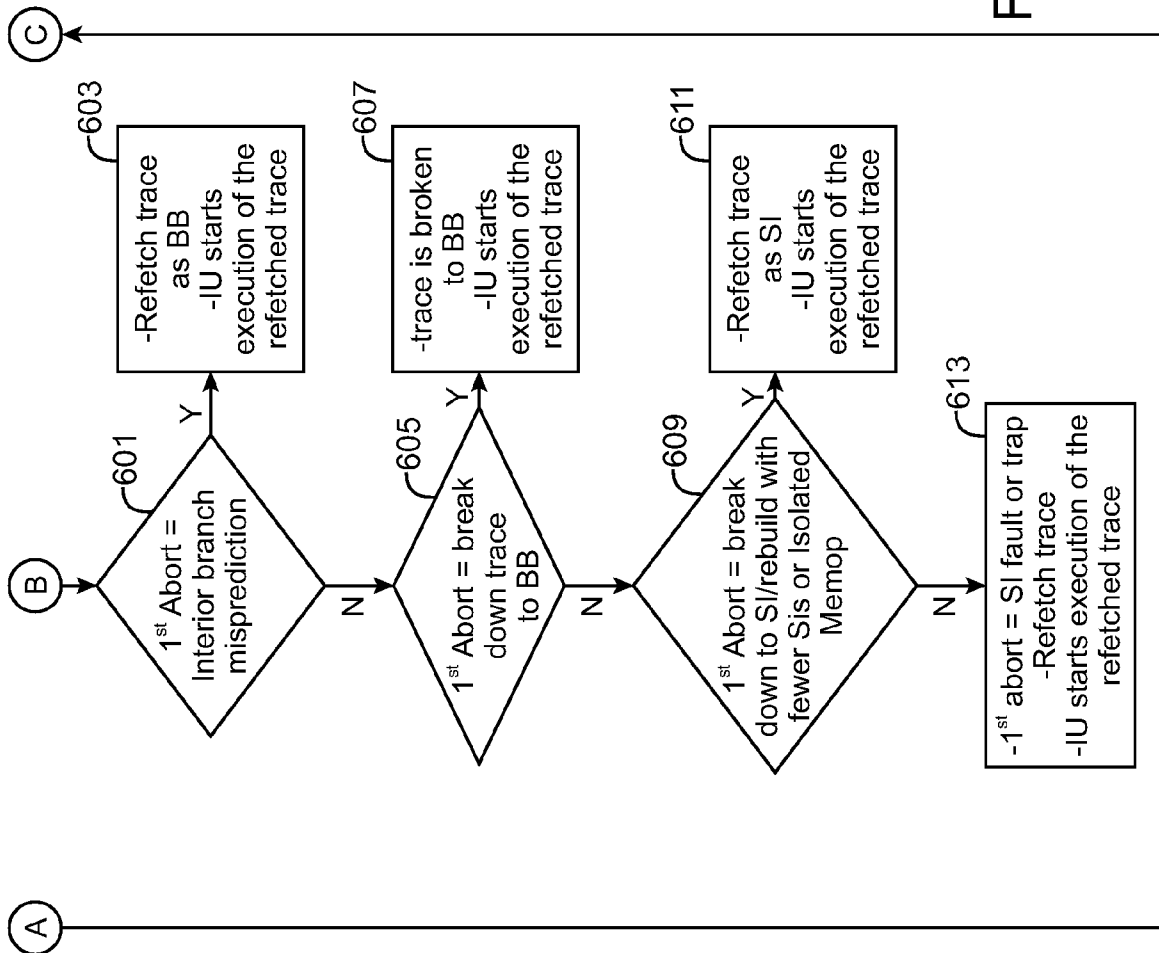 A
B
C
601
1st Abort =
Interior branch
misprediction
Y
N
603
-Refetch trace
as BB
-IU starts
execution of the
refetched trace
605
1st Abort = break
down trace
to BB
Y
N
607
-trace is broken
to BB
-IU starts
execution of the
refetched trace
609
1st Abort = break
down to SI/rebuild with
fewer Sis or Isolated
Memop
Y
N
611
-Refetch trace
as SI
-IU starts
execution of the
refetched trace
613
-1st abort = SI fault or trap
-Refetch trace
-IU starts execution of the
refetched trace